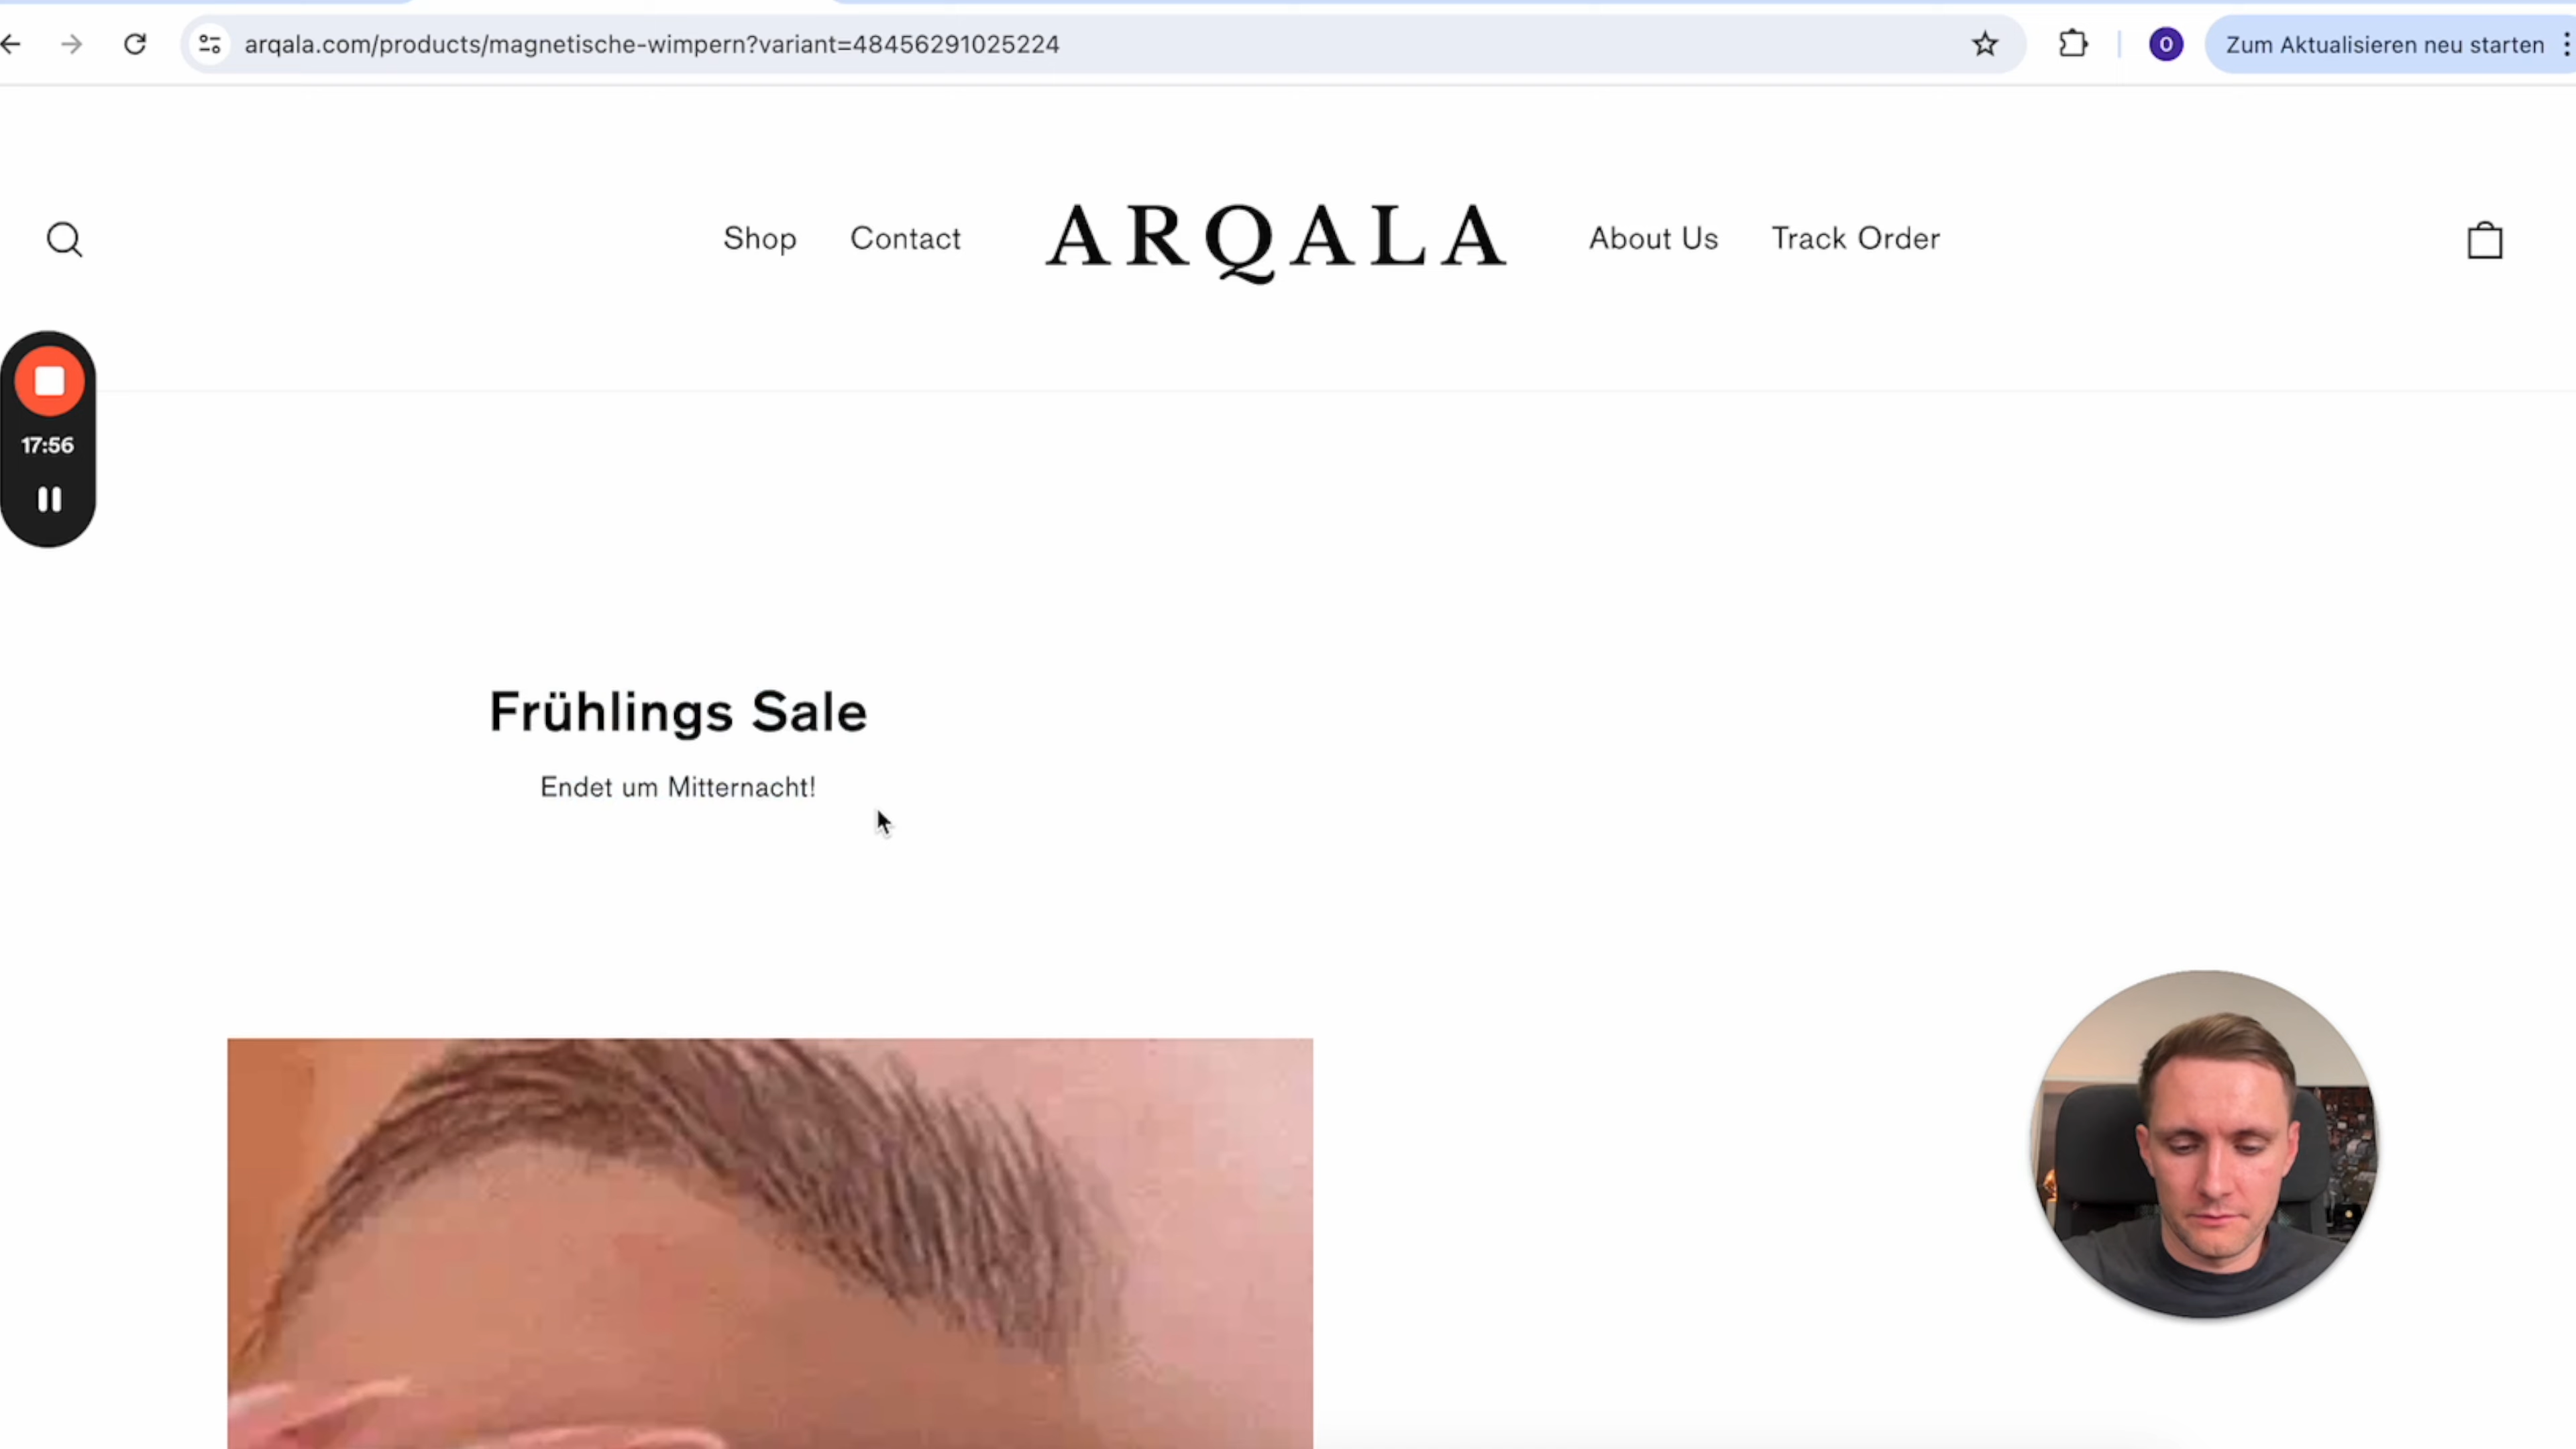 arqala.com/products/magnetische-wimpern?variant=48456291025224
O
Zum Aktualisieren neu starten
Shop
Contact
ARQALA
About Us
Track Order
17:56
Frühlings Sale
Endet um Mitternacht!